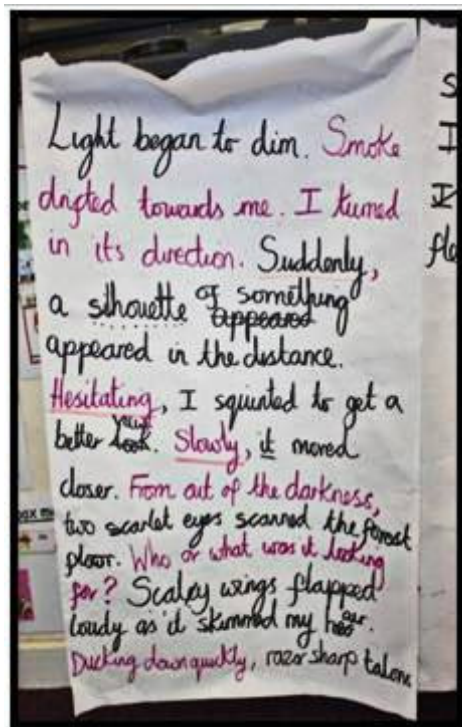 Light began to dim. Smoke
drifted towards me. I turned
in its direction. Suddenly,
a silhouette of something
appeared in the distance.
Hesitating, I squinted to get a
better view. Slowly, it moved
closer. From out of the darkness,
two scarlet eyes scanned the forest
floor. Who or what was it looking
for? Scaley wings flapped
loudy as it skimmed my hair.
Ducking down quickly, razor sharp talons
S
I
I
fle